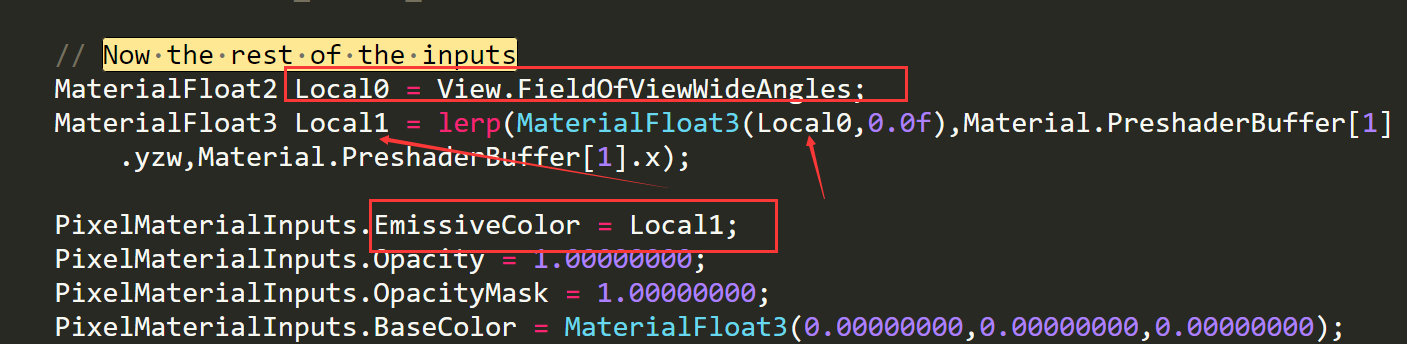 // Now the rest of the inputs
MaterialFloat2 Local0 = View.FieldOfViewWideAngles;
MaterialFloat3 Local1 = lerp(MaterialFloat3(Local0,0.0f),Material.PreshaderBuffer[1]
.yzw,Material.PreshaderBuffer[1].x);
PixelMaterialInputs.EmissiveColor = Local1;
PixelMaterialInputs.Opacity = 1.00000000;
PixelMaterialInputs.OpacityMask = 1.00000000;
PixelMaterialInputs.BaseColor = MaterialFloat3(0.00000000,0.00000000,0.00000000);